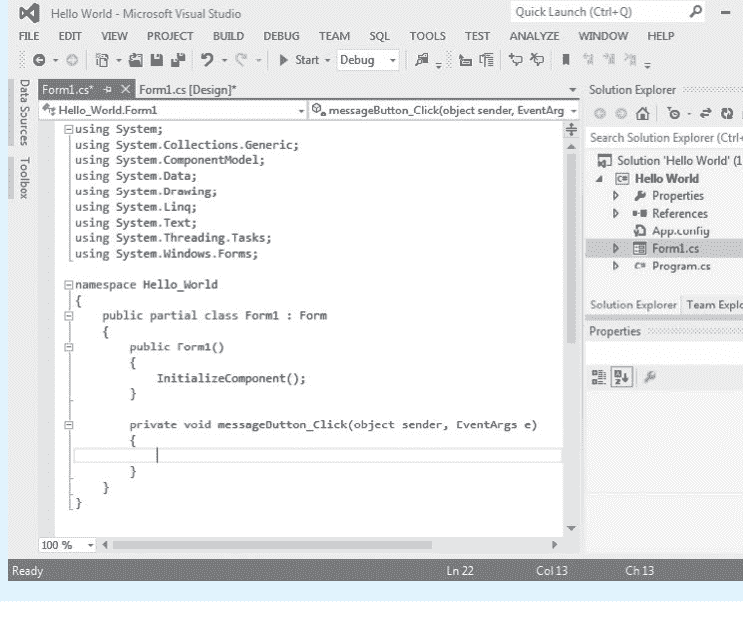 Hello World - Microsoft Visual Studio
Quick Launch (Ctrl+Q)
FILE EDIT VIEW PROJECT BUILD DEBUG TEAM SQL TOOLS TEST ANALYZE WINDOW HELP
Start Debug
Data Sources
Toolbox
Form1.cs* Form1.cs [Design]*
Hello_World.Form1 messageButton_Click(object sender, EventArg
using System;
using System.Collections.Generic;
using System.ComponentModel;
using System.Data;
using System.Drawing;
using System.Linq;
using System.Text;
using System.Threading.Tasks;
using System.Windows.Forms;
namespace Hello_World
{
public partial class Form1 : Form
{
public Form1()
{
InitializeComponent();
}
private void messageButton_Click(object sender, EventArgs e)
{
}
}
}
100 %
Solution Explorer
Search Solution Explorer (Ctrl+
Solution 'Hello World' (1
C# Hello World
Properties
References
App.config
Form1.cs
C# Program.cs
Solution Explorer Team Explo
Properties
Ready Ln 22 Col 13 Ch 13